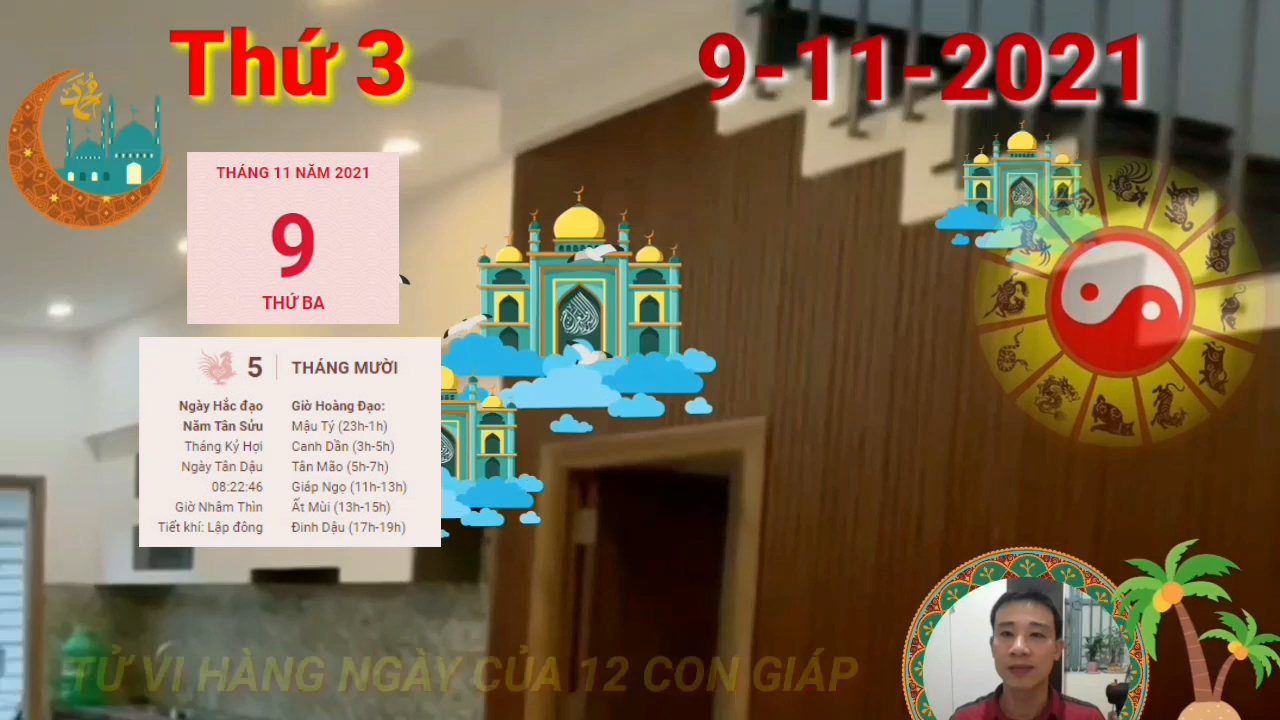 Thứ 3
9-11-2021
THÁNG 11 NĂM 2021
9
THỨ BA
5 THÁNG MƯỜI
Ngày Hắc đạo
Năm Tân Sửu
Tháng Kỷ Hợi
Ngày Tân Dậu
08:22:46
Giờ Nhâm Thìn
Tiết khí: Lập đông
Giờ Hoàng Đạo:
Mậu Tý (23h-1h)
Canh Dần (3h-5h)
Tân Mão (5h-7h)
Giáp Ngọ (11h-13h)
Ất Mùi (13h-15h)
Đinh Dậu (17h-19h)
TỬ VI HÀNG NGÀY CỦA 12 CON GIÁP